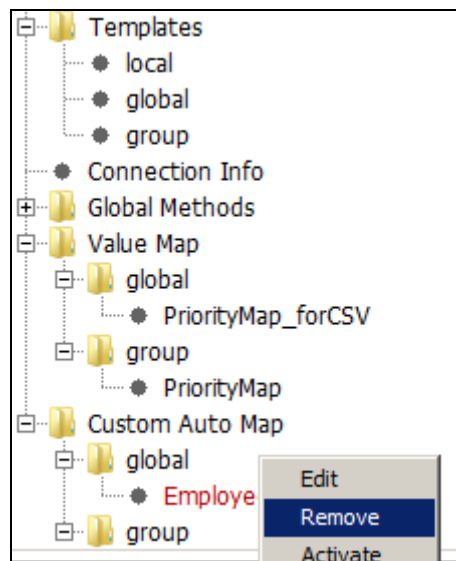 Templates
local
global
group
Connection Info
Global Methods
Value Map
global
PriorityMap_forCSV
group
PriorityMap
Custom Auto Map
global
Employe
group
Edit
Remove
Activate